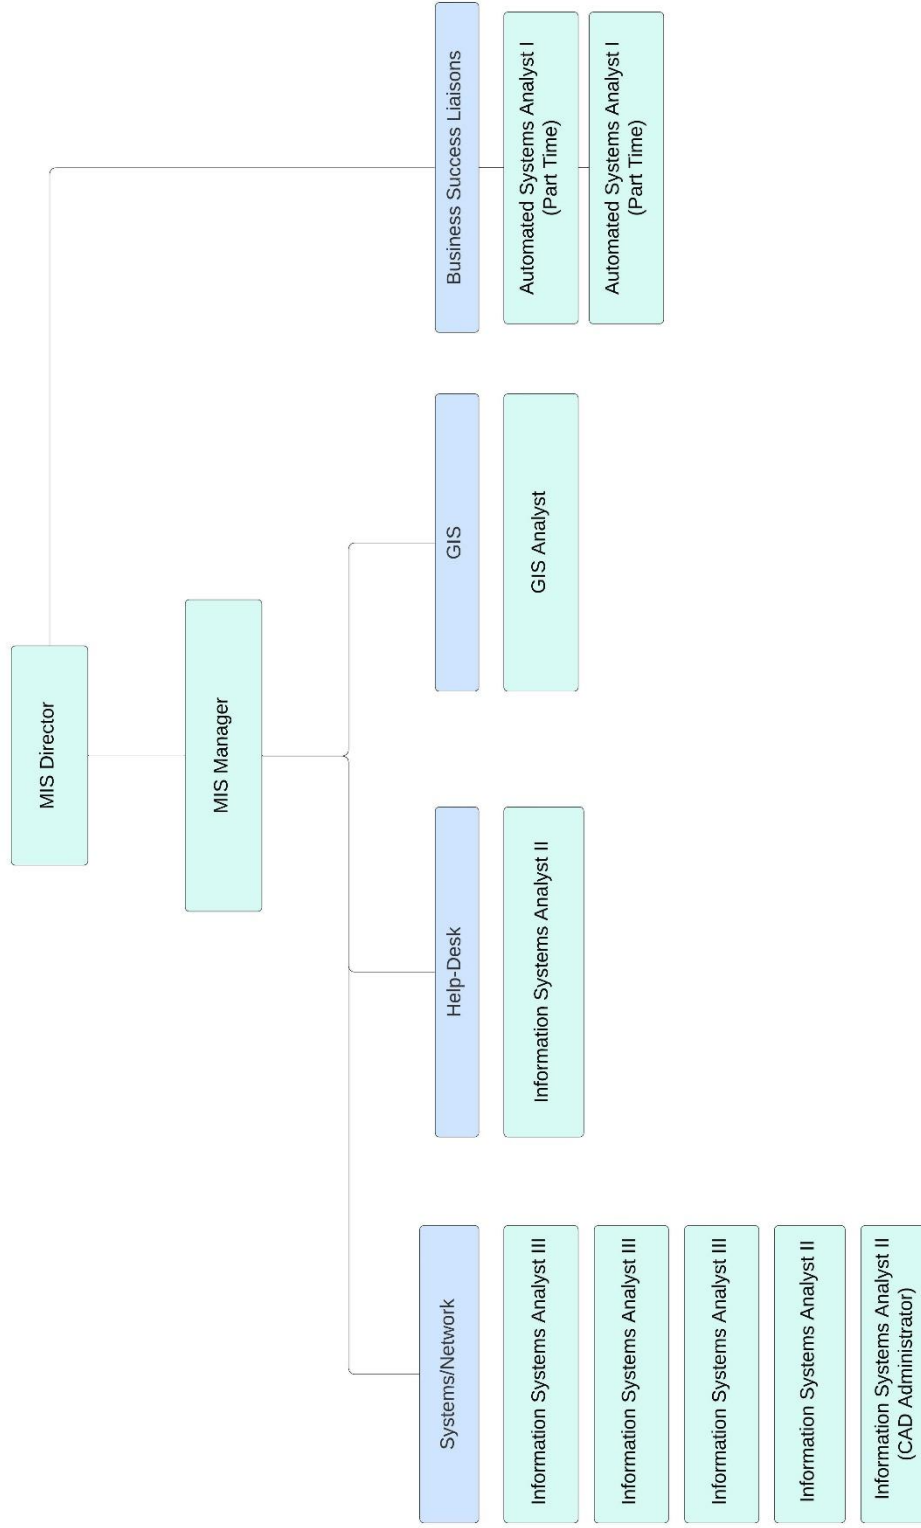 MIS Director
MIS Manager
Systems/Network
Help-Desk
GIS
Business Success Liaisons
Information Systems Analyst III
Information Systems Analyst III
Information Systems Analyst III
Information Systems Analyst II
Information Systems Analyst II
(CAD Administrator)
Information Systems Analyst II
GIS Analyst
Automated Systems Analyst I
(Part Time)
Automated Systems Analyst I
(Part Time)